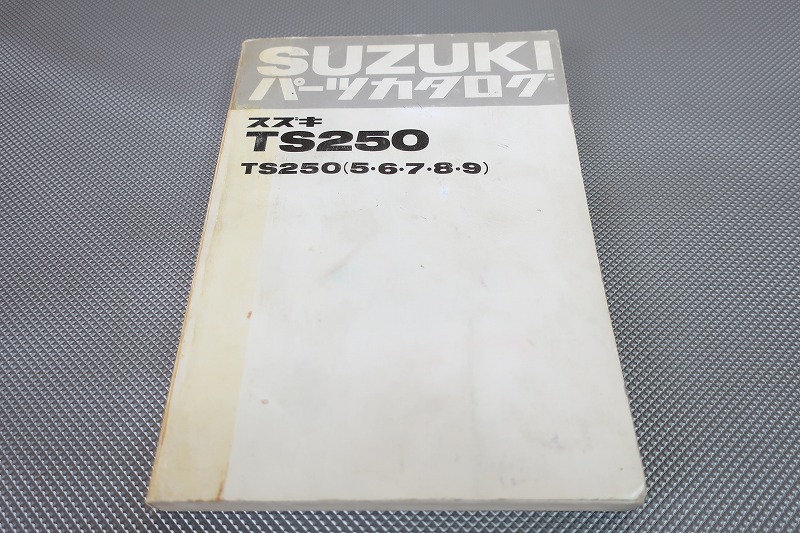 SUZUKI
パーツカタログ
スズキ
TS250
TS250(5・6・7・8・9)